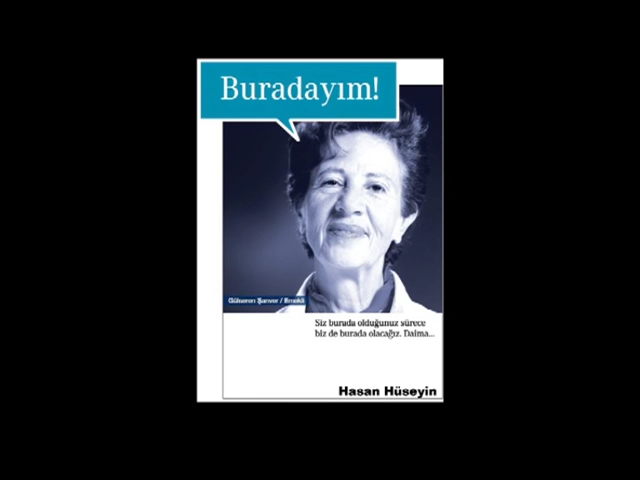 Buradayım!
Gülseren Şanver / Emekli
Siz burada olduğunuz sürece
biz de burada olacağız. Daima...
Hasan Hüseyin